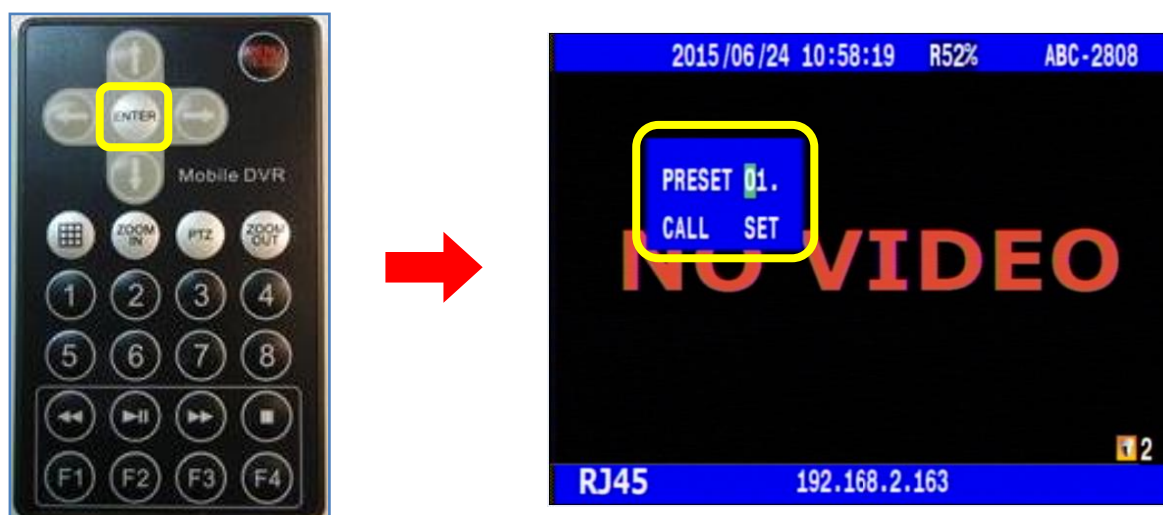 ENTER
Mobile DVR
ZOOM IN
PTZ
ZOOM OUT
1
2
3
4
5
6
7
8
F1
F2
F3
F4
2015/06/24 10:58:19 R52% ABC-2808
PRESET 01.
CALL SET
NO VIDEO
2
RJ45 192.168.2.163